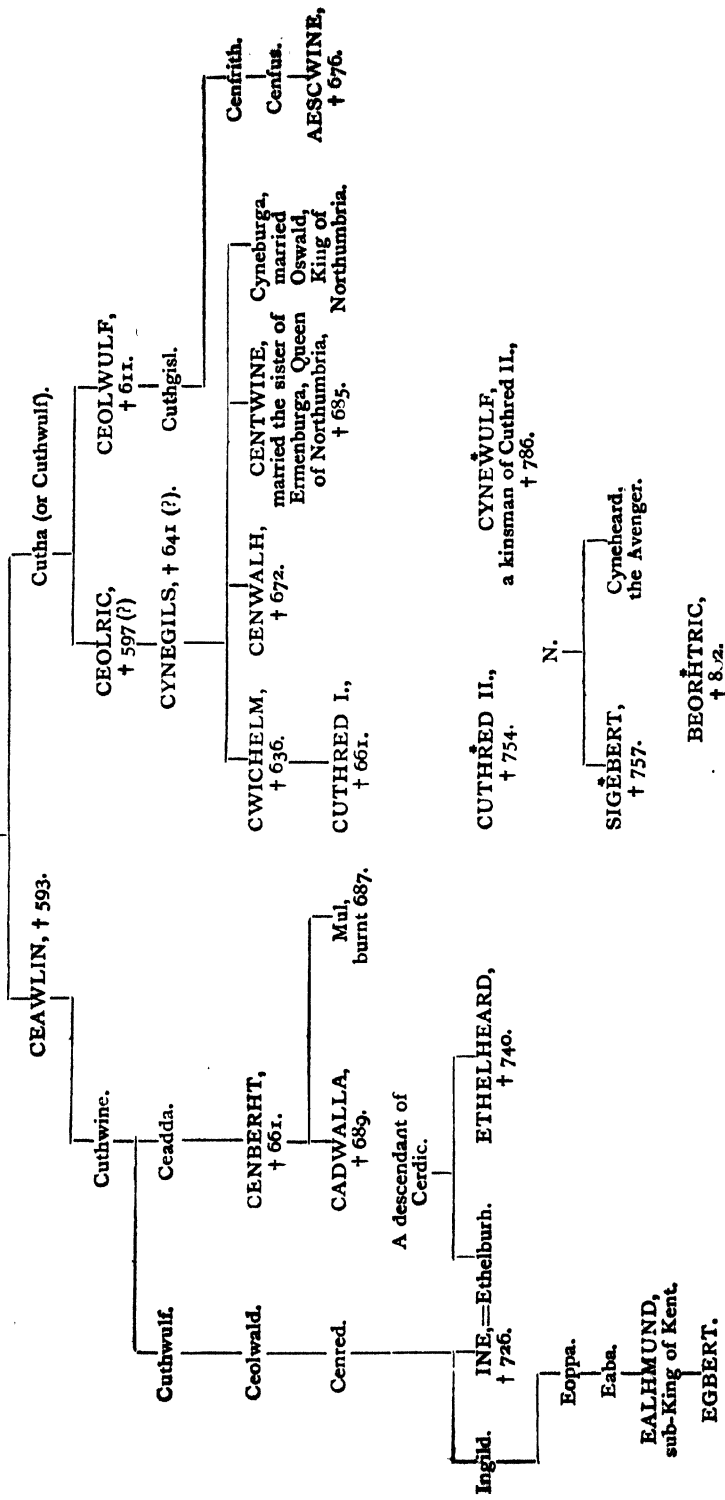 CEAWLIN, † 593.
Cutha (or Cuthwulf).
Cuthwine.
CEOLRIC,
† 597 (?)
CEOLWULF,
† 611.
Cuthwulf.
Ceadda.
CYNEGILS, † 641 (?).
Cuthgisl.
Ceolwald.
CENBERHT,
† 661.
CWICHELM,
† 636.
CENWALH,
† 672.
CENTWINE,
married the sister of
Ermenburga, Queen
of Northumbria,
† 685.
Cyneburga,
married
Oswald,
King of
Northumbria.
Cenfrith.
Cenfus.
AESCWINE,
† 676.
Cenred.
CADWALLA,
† 689.
Mul,
burnt 687.
CUTHRED I.,
† 661.
A descendant of
Cerdic.
Ingild.
INE,=Ethelburh.
† 726.
ETHELHEARD,
† 740.
CUTHRED* II.,
† 754.
CYNEWULF,*
a kinsman of Cuthred II.,
† 786.
Eoppa.
Eaba.
EALHMUND,
sub-King of Kent.
EGBERT.
N.
SIGEBERT,*
† 757.
Cyneheard,
the Avenger.
BEORHTRIC,*